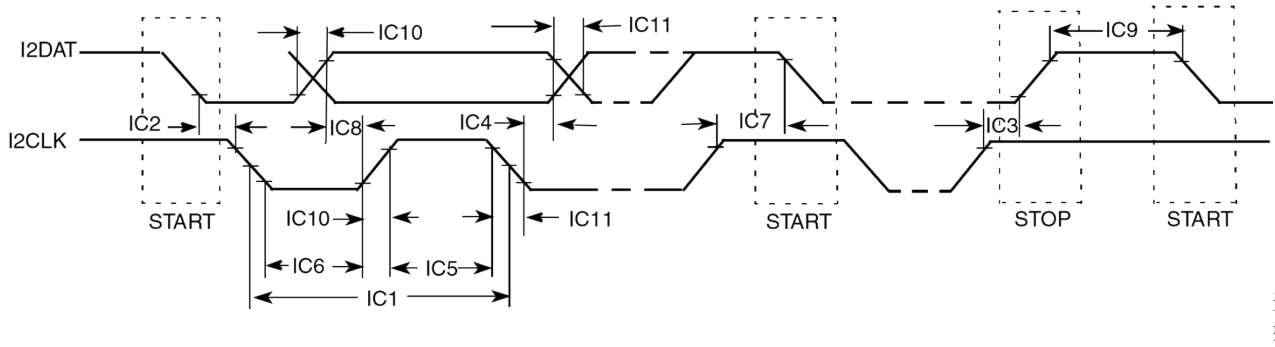 IC10 IC11 IC9
I2DAT
IC2 IC8 IC4 IC7 IC3
I2CLK
START IC10 IC11 START STOP START
IC6 IC5
IC1